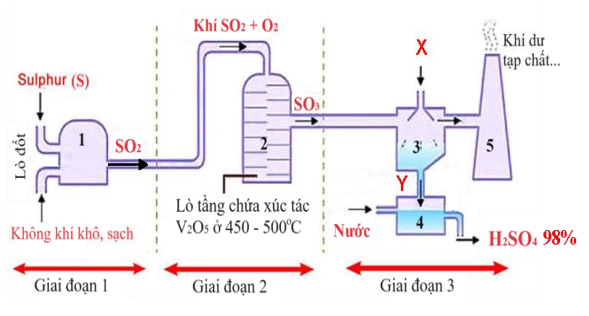 Khí SO₂ + O₂
X
Khí dư
tạp chất...
Sulphur (S)
SO₃
1
2
3
5
SO₂
Lò đốt
Y
Lò tầng chứa xúc tác
V₂O₅ ở 450 - 500⁰C
4
Không khí khô, sạch
Nước
H₂SO₄ 98%
Giai đoạn 1
Giai đoạn 2
Giai đoạn 3